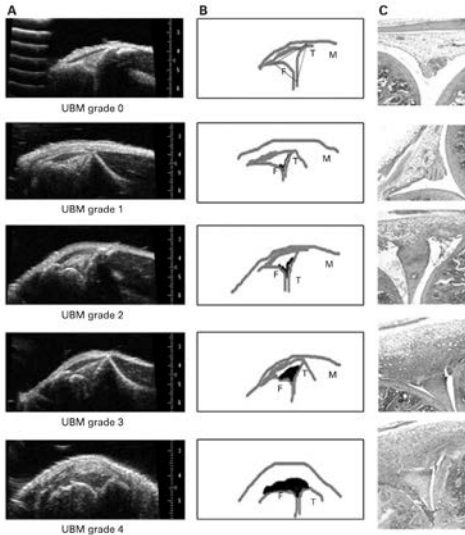 A B C
F T M
UBM grade 0
F T M
UBM grade 1
F T M
UBM grade 2
F T M
UBM grade 3
F T M
UBM grade 4